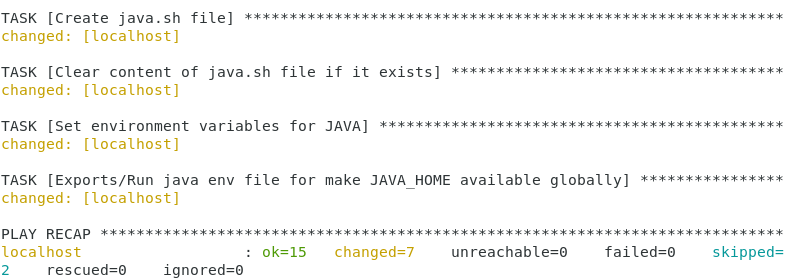 TASK [Create java.sh file] ************************************************************
changed: [localhost]
TASK [Clear content of java.sh file if it exists] *************************************
changed: [localhost]
TASK [Set environment variables for JAVA] *********************************************
changed: [localhost]
TASK [Exports/Run java env file for make JAVA_HOME available globally] ****************
changed: [localhost]
PLAY RECAP ****************************************************************************
localhost                  : ok=15   changed=7    unreachable=0    failed=0    skipped=
2    rescued=0    ignored=0